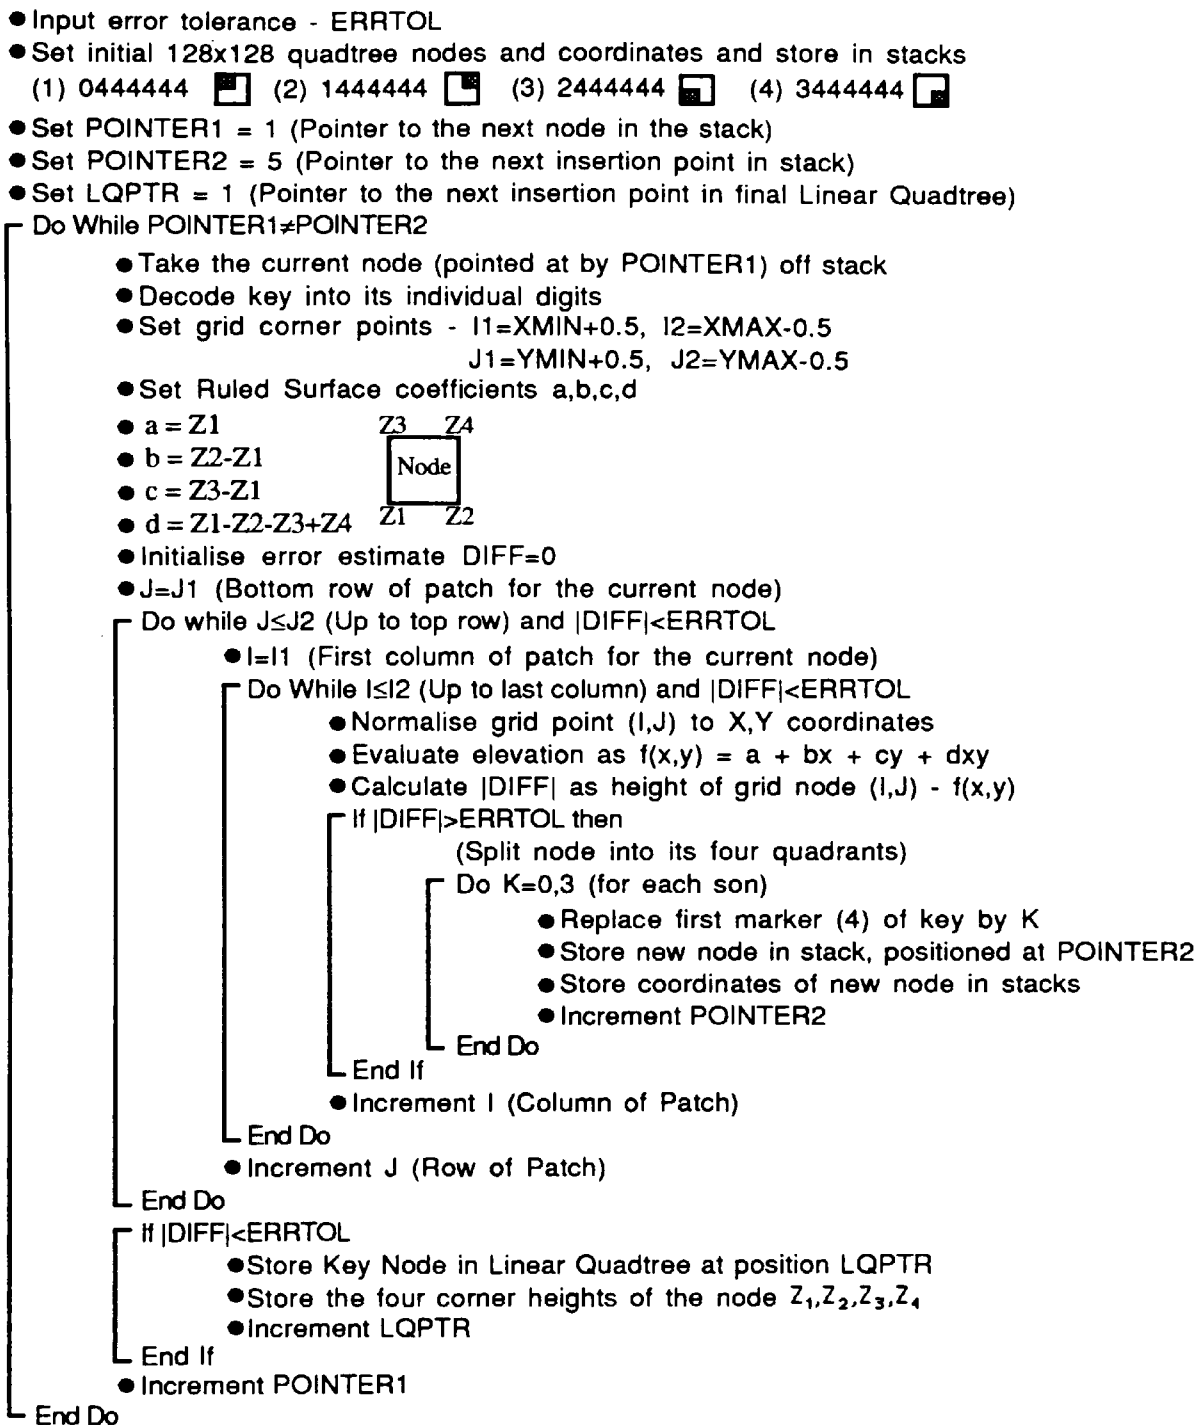 ● Input error tolerance - ERRTOL
● Set initial 128x128 quadtree nodes and coordinates and store in stacks
(1) 0444444 (2) 1444444 (3) 2444444 (4) 3444444
● Set POINTER1 = 1 (Pointer to the next node in the stack)
● Set POINTER2 = 5 (Pointer to the next insertion point in stack)
● Set LQPTR = 1 (Pointer to the next insertion point in final Linear Quadtree)
Do While POINTER1≠POINTER2
● Take the current node (pointed at by POINTER1) off stack
● Decode key into its individual digits
● Set grid corner points - I1=XMIN+0.5, I2=XMAX-0.5
J1=YMIN+0.5, J2=YMAX-0.5
● Set Ruled Surface coefficients a,b,c,d
● a = Z1 Z3 Z4
● b = Z2-Z1 Node
● c = Z3-Z1
● d = Z1-Z2-Z3+Z4 Z1 Z2
● Initialise error estimate DIFF=0
● J=J1 (Bottom row of patch for the current node)
Do while J≤J2 (Up to top row) and |DIFF|<ERRTOL
● I=I1 (First column of patch for the current node)
Do While I≤I2 (Up to last column) and |DIFF|<ERRTOL
● Normalise grid point (I,J) to X,Y coordinates
● Evaluate elevation as f(x,y) = a + bx + cy + dxy
● Calculate |DIFF| as height of grid node (I,J) - f(x,y)
If |DIFF|>ERRTOL then
(Split node into its four quadrants)
Do K=0,3 (for each son)
● Replace first marker (4) of key by K
● Store new node in stack, positioned at POINTER2
● Store coordinates of new node in stacks
● Increment POINTER2
End Do
End If
● Increment I (Column of Patch)
End Do
● Increment J (Row of Patch)
End Do
If |DIFF|<ERRTOL
● Store Key Node in Linear Quadtree at position LQPTR
● Store the four corner heights of the node Z₁,Z₂,Z₃,Z₄
● Increment LQPTR
End If
● Increment POINTER1
End Do